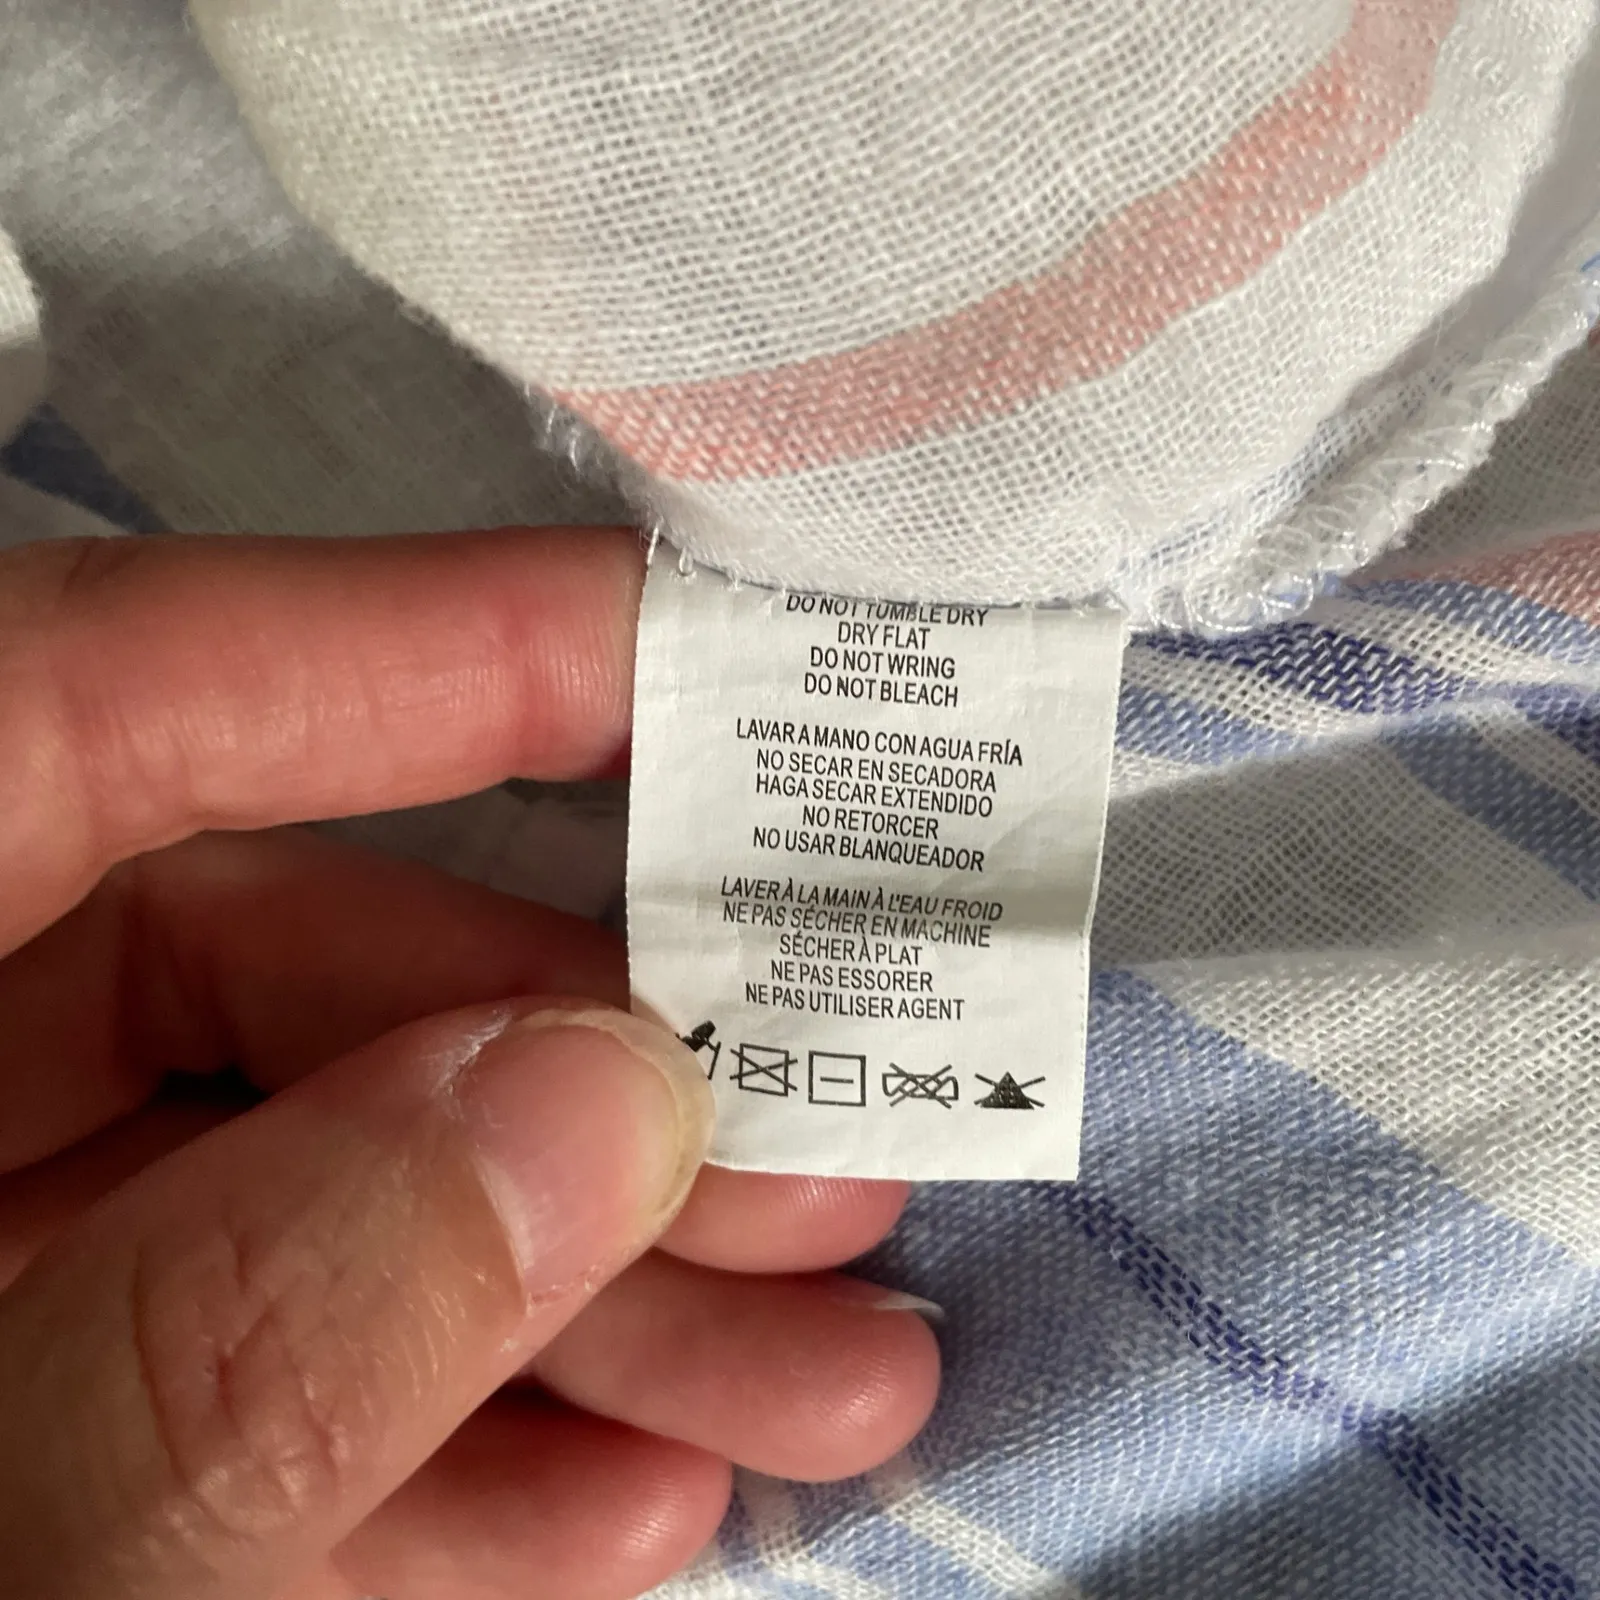 DO NOT TUMBLE DRY
DRY FLAT
DO NOT WRING
DO NOT BLEACH
LAVAR A MANO CON AGUA FRÍA
NO SECAR EN SECADORA
HAGA SECAR EXTENDIDO
NO RETORCER
NO USAR BLANQUEADOR
LAVER À LA MAIN À L'EAU FROID
NE PAS SÉCHER EN MACHINE
SÉCHER À PLAT
NE PAS ESSORER
NE PAS UTILISER AGENT